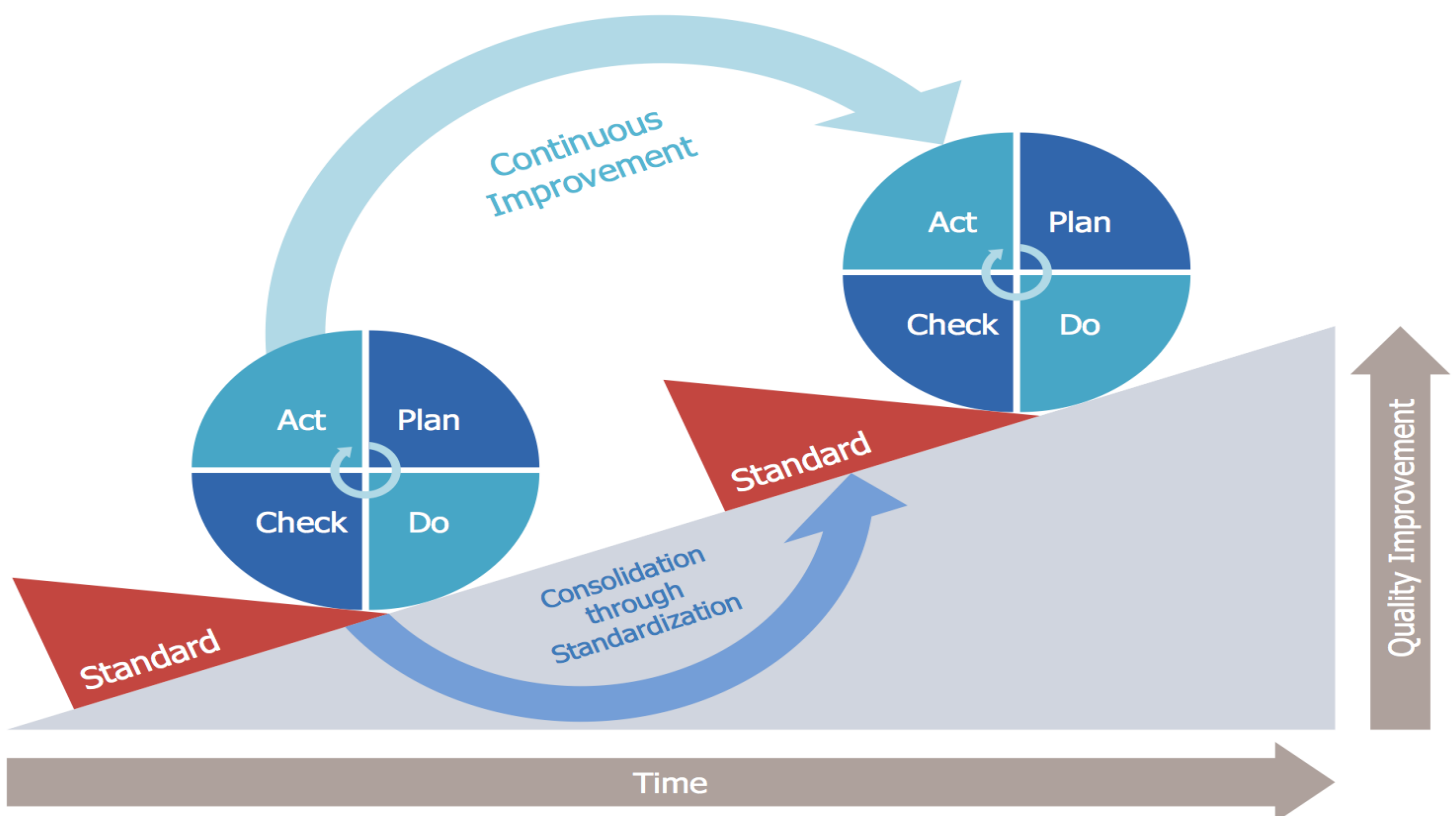 Continuous
Improvement
Act
Plan
Check
Do
Act
Plan
Check
Do
Standard
Standard
Consolidation
through
Standardization
Quality Improvement
Time